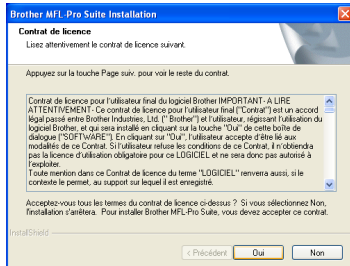 Brother MFL-Pro Suite Installation
Contrat de licence
Lisez attentivement le contrat de licence suivant.
Appuyez sur la touche Page suiv. pour voir le reste du contrat.
Contrat de licence pour l'utilisateur final du logiciel Brother IMPORTANT- A LIRE
ATTENTIVEMENT- Ce contrat de licence pour l'utilisateur final ("Contrat") est un accord
légal passé entre Brother Industries, Ltd. (" Brother") et l'utilisateur, régissant l'utilisation du
logiciel Brother, et qui sera installé en cliquant sur la touche "Oui" de cette boîte de
dialogue ("SOFTWARE"). En cliquant sur "Oui", l'utilisateur accepte d'être lié aux
modalités de ce Contrat. Si l'utilisateur refuse les conditions de ce Contrat, il n'obtiendra
pas la licence d'utilisation obligatoire pour ce LOGICIEL et ne sera donc pas autorisé à
l'exploiter.
Toute mention dans ce Contrat de licence du terme "LOGICIEL" renverra aussi, si le
contexte le permet, au support sur lequel il est enregistré.
Acceptez-vous tous les termes du contrat de licence ci-dessus ? Si vous sélectionnez Non,
l'installation s'arrêtera. Pour installer Brother MFL-Pro Suite, vous devez accepter ce contrat.
InstallShield
< Précédent
Oui
Non